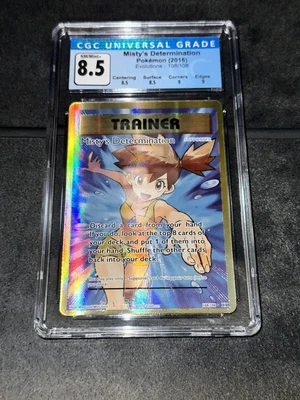 CGC UNIVERSAL GRADE
NM/Mint+
8.5
Misty's Determination
Pokémon (2016)
Evolutions - 108/108
Centering Surface Corners Edges
8.5 8.5 9 9
TRAINER
Misty's Determination
Discard a card from your hand.
If you do, look at the top 8 cards of
your deck and put 1 of them into
your hand. Shuffle the other cards
back into your deck.